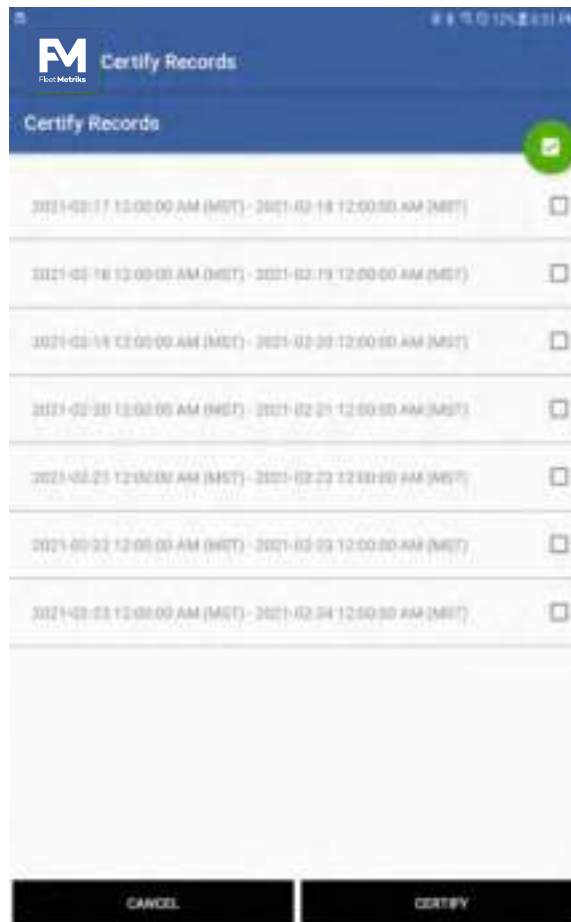 12%
FM
Fleet Metriks
Certify Records
Certify Records
2021-02-17 12:00:00 AM (MST) - 2021-02-18 12:00:00 AM (MST)
2021-02-18 12:00:00 AM (MST) - 2021-02-19 12:00:00 AM (MST)
2021-02-19 12:00:00 AM (MST) - 2021-02-20 12:00:00 AM (MST)
2021-02-20 12:00:00 AM (MST) - 2021-02-21 12:00:00 AM (MST)
2021-02-21 12:00:00 AM (MST) - 2021-02-22 12:00:00 AM (MST)
2021-02-22 12:00:00 AM (MST) - 2021-02-23 12:00:00 AM (MST)
2021-02-23 12:00:00 AM (MST) - 2021-02-24 12:00:00 AM (MST)
CANCEL
CERTIFY